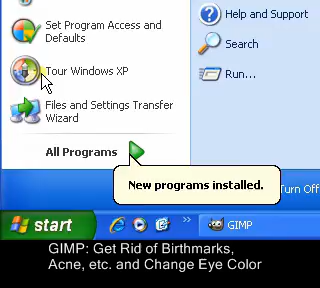 Set Program Access and
Defaults
Tour Windows XP
Files and Settings Transfer
Wizard
All Programs
Help and Support
Search
Run...
New programs installed.
Turn Off
start
»
GIMP
GIMP: Get Rid of Birthmarks,
Acne, etc. and Change Eye Color